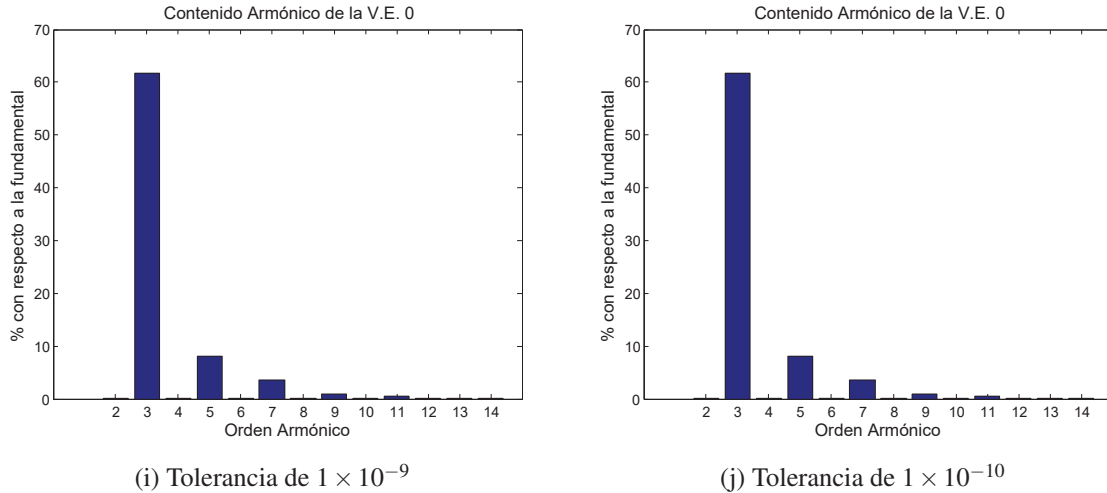 Contenido Armónico de la V.E. 0
70
60
50
40
30
20
10
0
% con respecto a la fundamental
2 3 4 5 6 7 8 9 10 11 12 13 14
Orden Armónico
(i) Tolerancia de 1 × 10⁻⁹
Contenido Armónico de la V.E. 0
70
60
50
40
30
20
10
0
% con respecto a la fundamental
2 3 4 5 6 7 8 9 10 11 12 13 14
Orden Armónico
(j) Tolerancia de 1 × 10⁻¹⁰